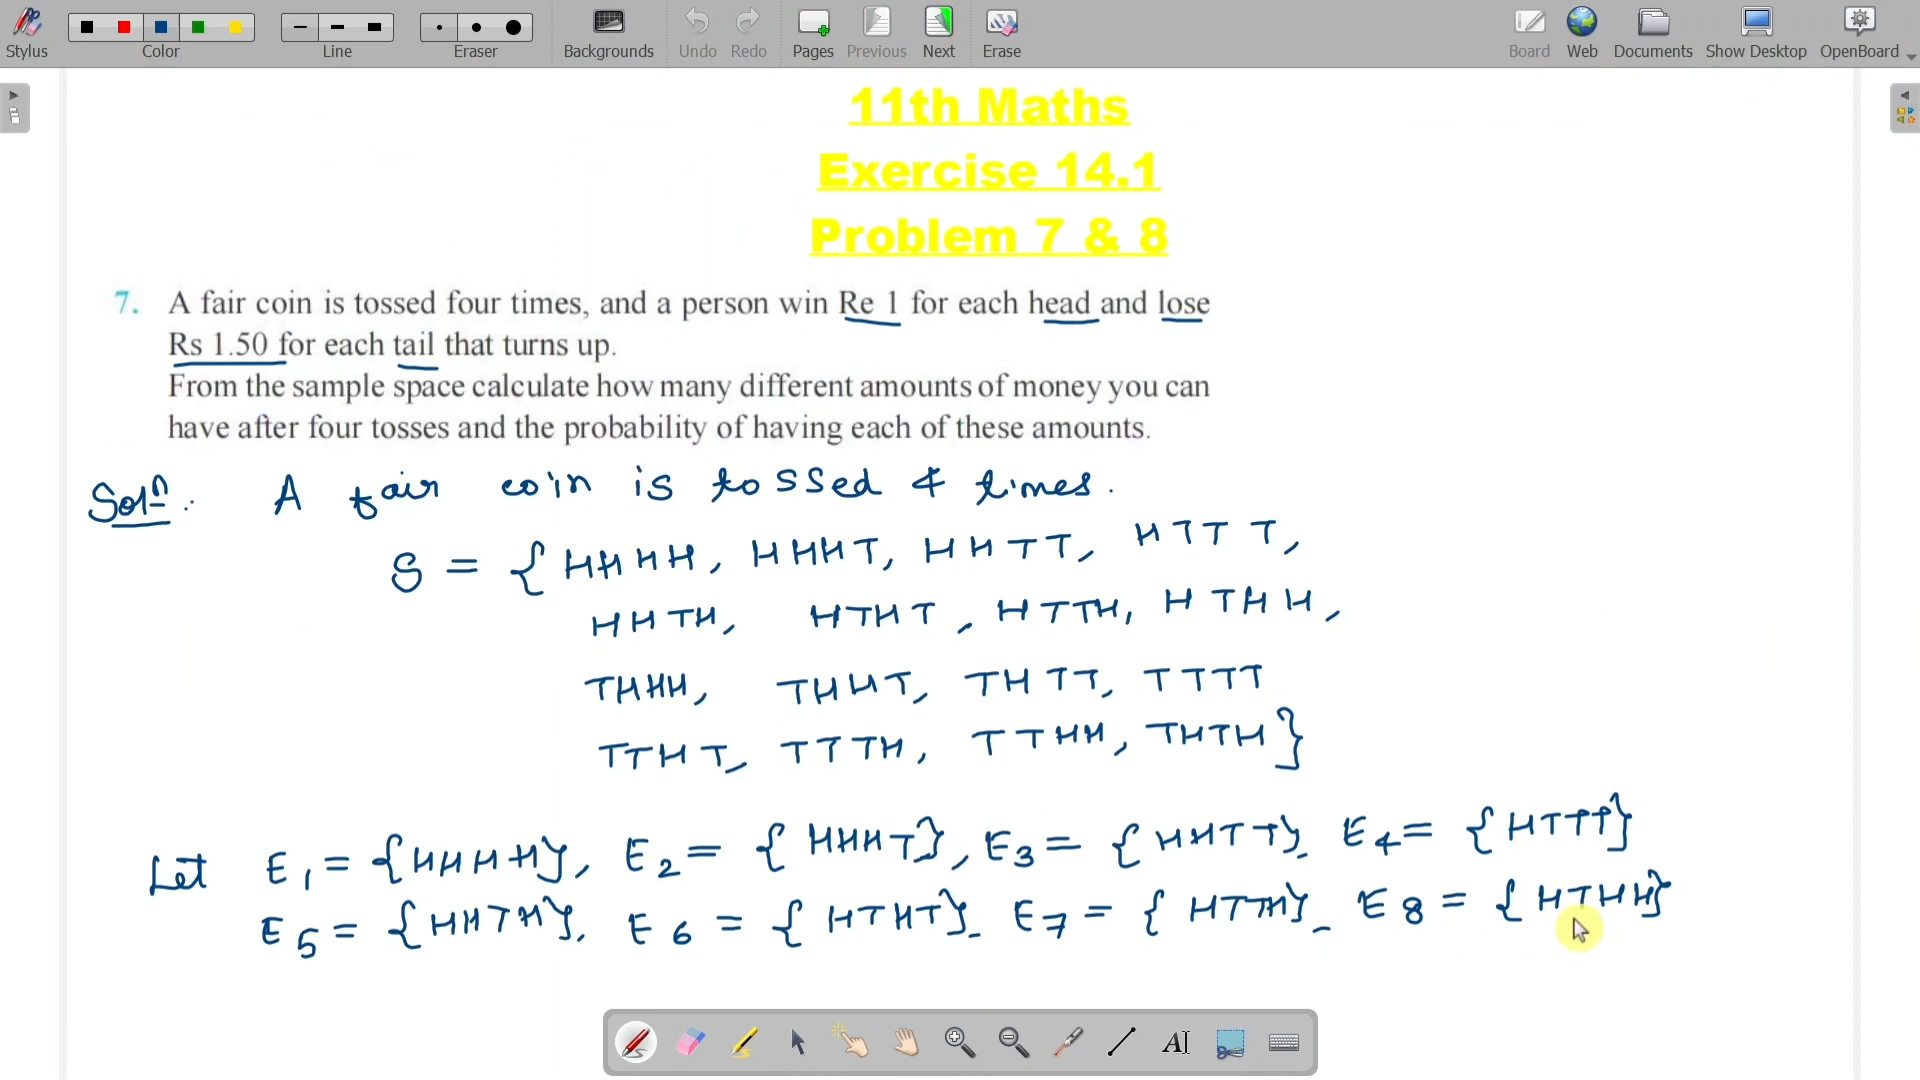 Stylus Color Line Eraser Backgrounds Undo Redo Pages Previous Next Erase Board Web Documents Show Desktop OpenBoard
11th Maths
Exercise 14.1
Problem 7 & 8
7. A fair coin is tossed four times, and a person win Re 1 for each head and lose
Rs 1.50 for each tail that turns up.
From the sample space calculate how many different amounts of money you can
have after four tosses and the probability of having each of these amounts.
Solⁿ: A fair coin is tossed 4 times.
S = {HHHH, HHHT, HHTT, HTTT,
HHTH, HTHT, HTTH, HTHH,
THHH, THHT, THTT, TTTT
TTHT, TTTH, TTHH, THTH}
Let E₁ = {HHHH}, E₂ = {HHHT}, E₃ = {HHTT}, E₄ = {HTTT}
E₅ = {HHTH}, E₆ = {HTHT}, E₇ = {HTTH}, E₈ = {HTHH}
AI